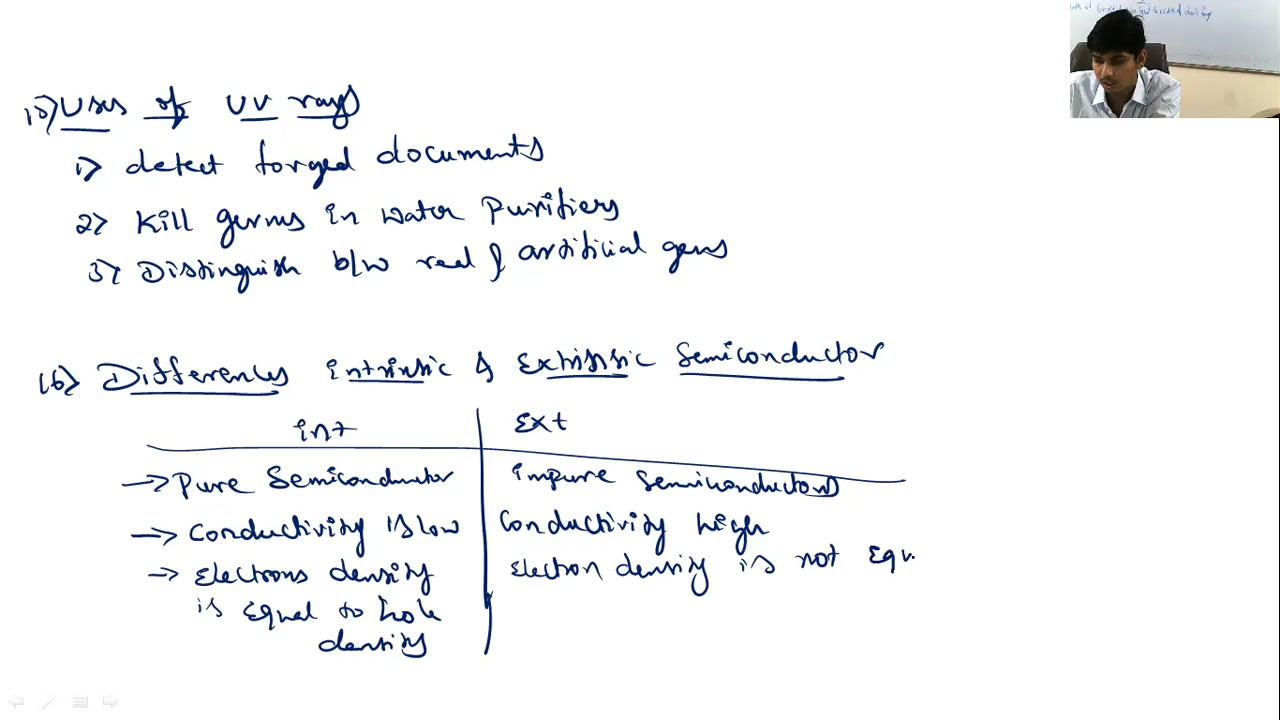 15) Uses of UV rays
1) detect forged documents
2) Kill germs in water Purifiers
3) Distinguish b/w real & artificial gems
16) Differences intrinsic & Extrinsic Semiconductor
int Ext
→ Pure Semiconductor impure Semiconductors
→ Conductivity is low Conductivity high
→ Electrons density Electron density is not Equ
is Equal to hole
density